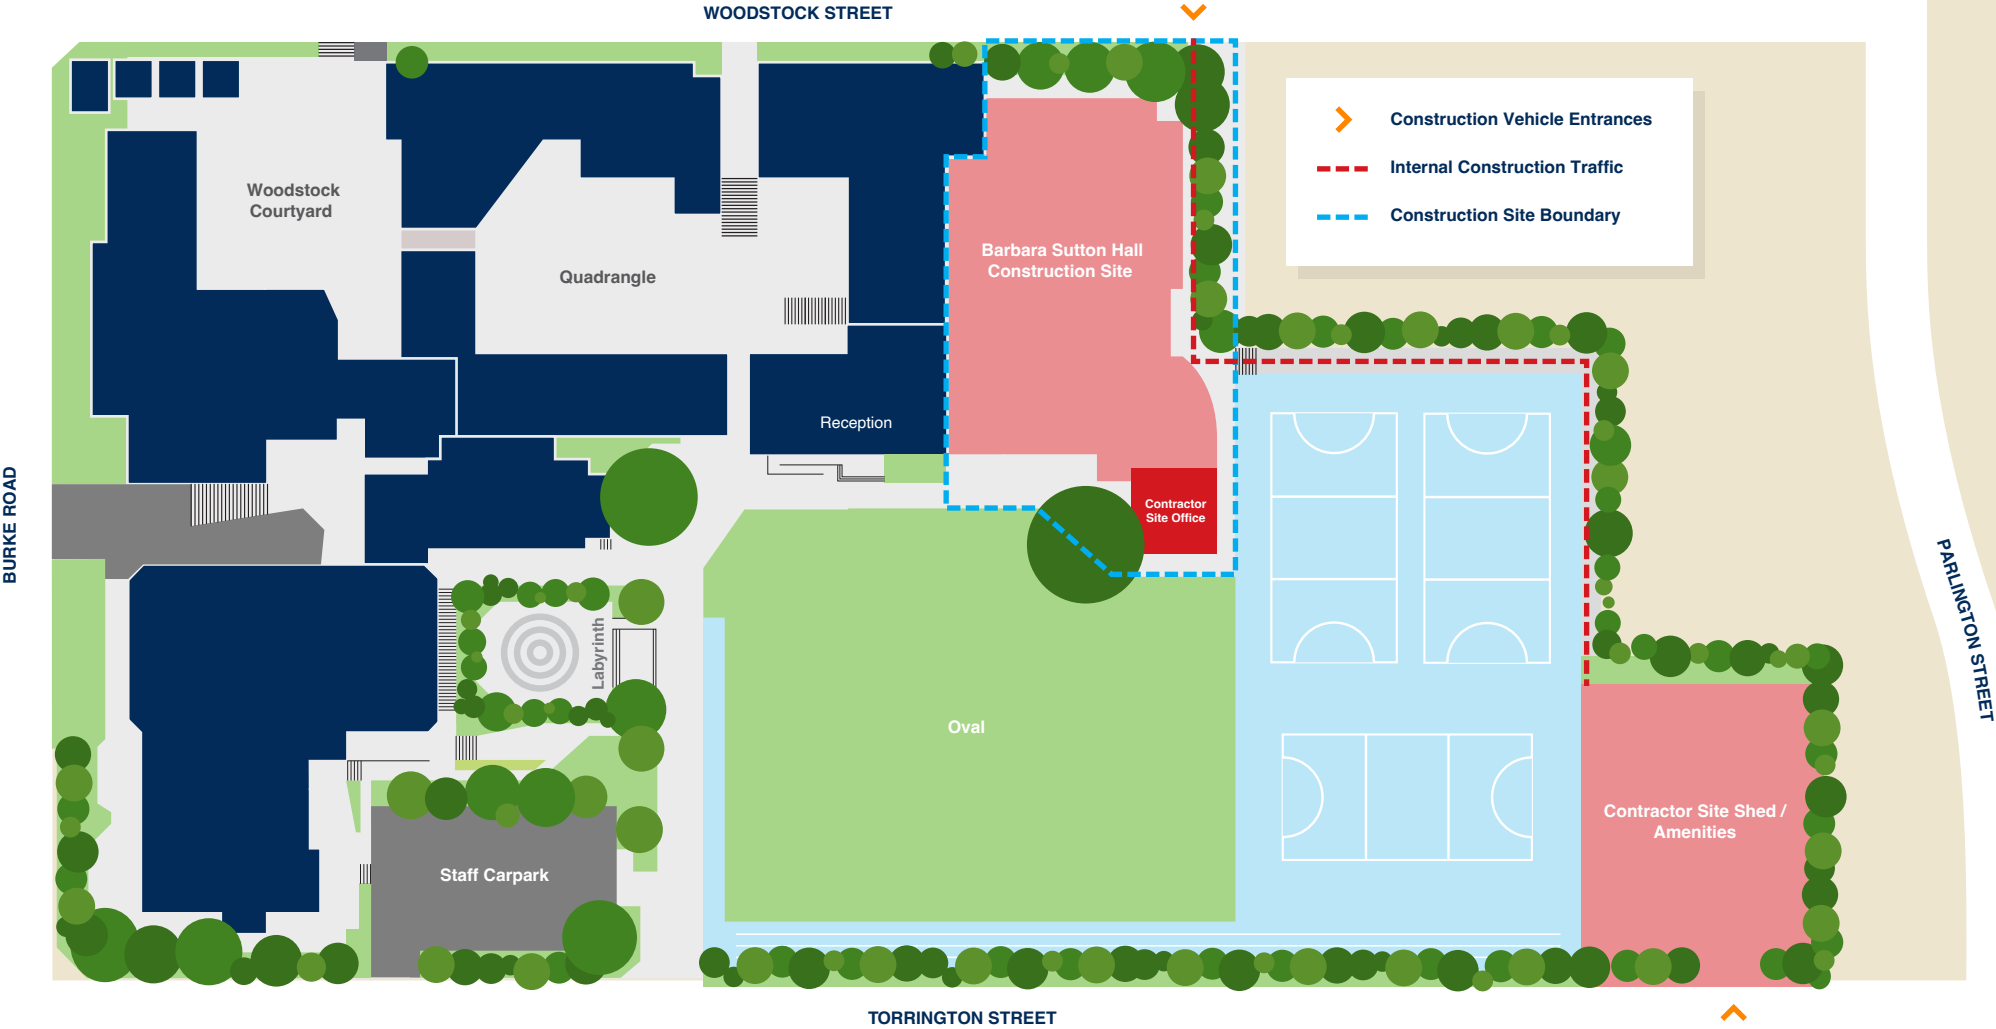 WOODSTOCK STREET
Construction Vehicle Entrances
Internal Construction Traffic
Construction Site Boundary
Woodstock
Courtyard
Quadrangle
Barbara Sutton Hall
Construction Site
Reception
Contractor
Site Office
BURKE ROAD
PARLINGTON STREET
Labyrinth
Oval
Contractor Site Shed /
Amenities
Staff Carpark
TORRINGTON STREET